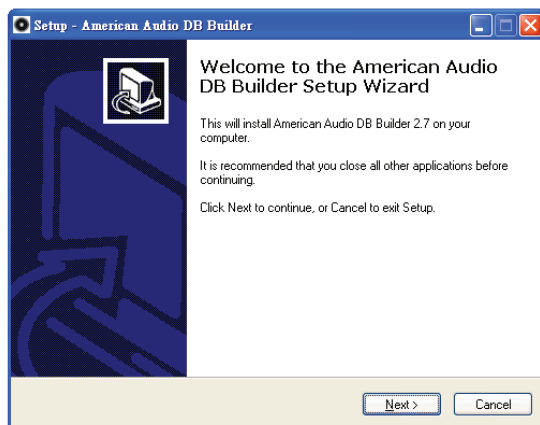 Setup - American Audio DB Builder
Welcome to the American Audio
DB Builder Setup Wizard
This will install American Audio DB Builder 2.7 on your
computer.
It is recommended that you close all other applications before
continuing.
Click Next to continue, or Cancel to exit Setup.
Next >
Cancel